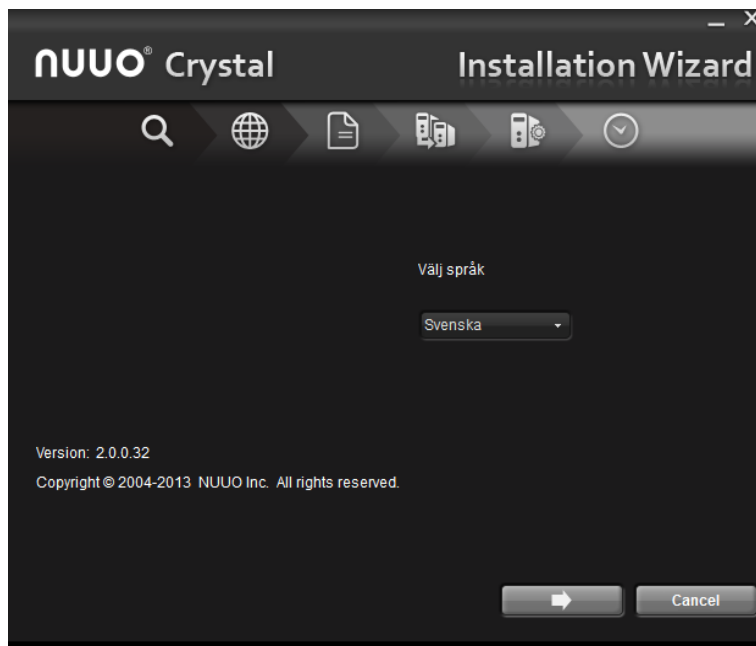 nuuo® Crystal
Installation Wizard
Välj språk
Svenska
Version: 2.0.0.32
Copyright © 2004-2013 NUUO Inc. All rights reserved.
Cancel